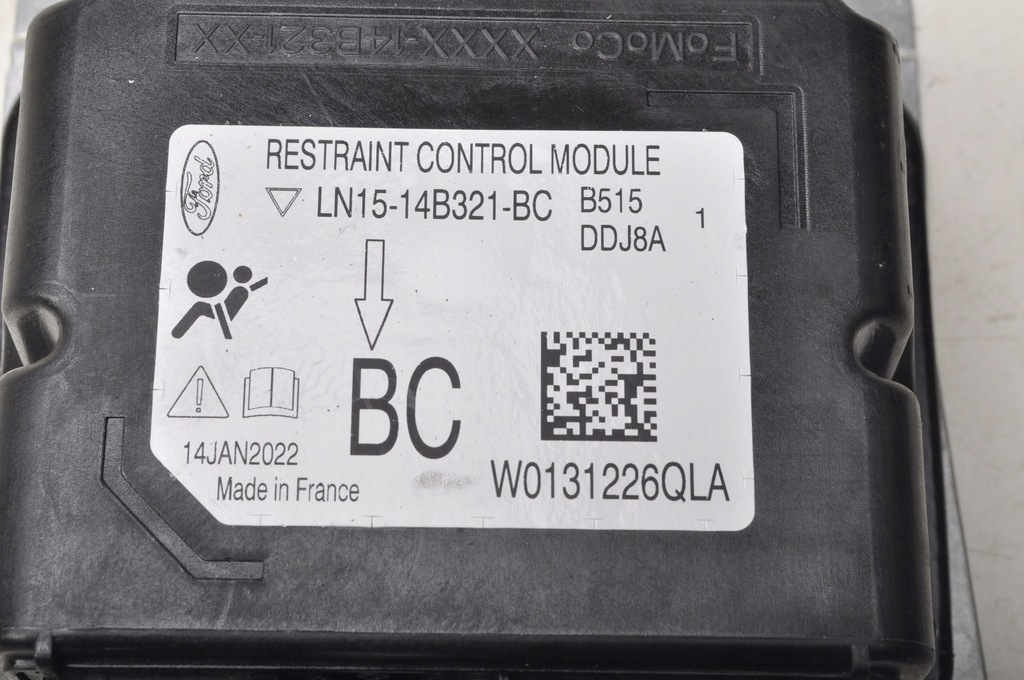 FoMoCo XXXX-14B321-XX
Ford
RESTRAINT CONTROL MODULE
LN15-14B321-BC
B515
DDJ8A
1
BC
14JAN2022
Made in France
W0131226QLA